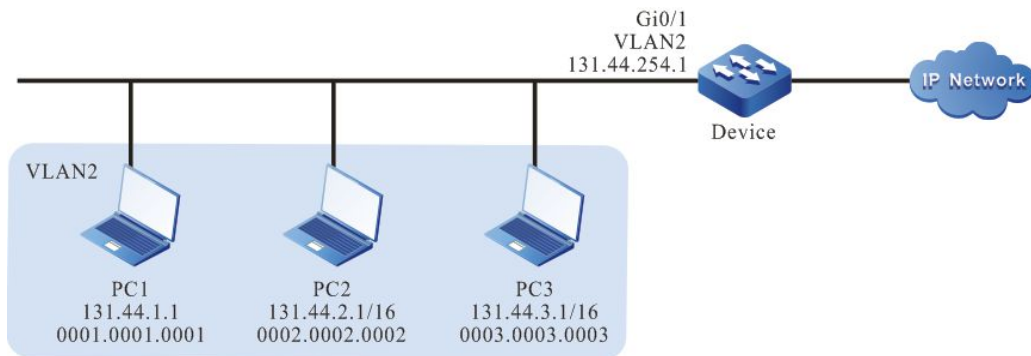 Gi0/1
VLAN2
131.44.254.1
IP Network
Device
VLAN2
PC1
131.44.1.1
0001.0001.0001
PC2
131.44.2.1/16
0002.0002.0002
PC3
131.44.3.1/16
0003.0003.0003